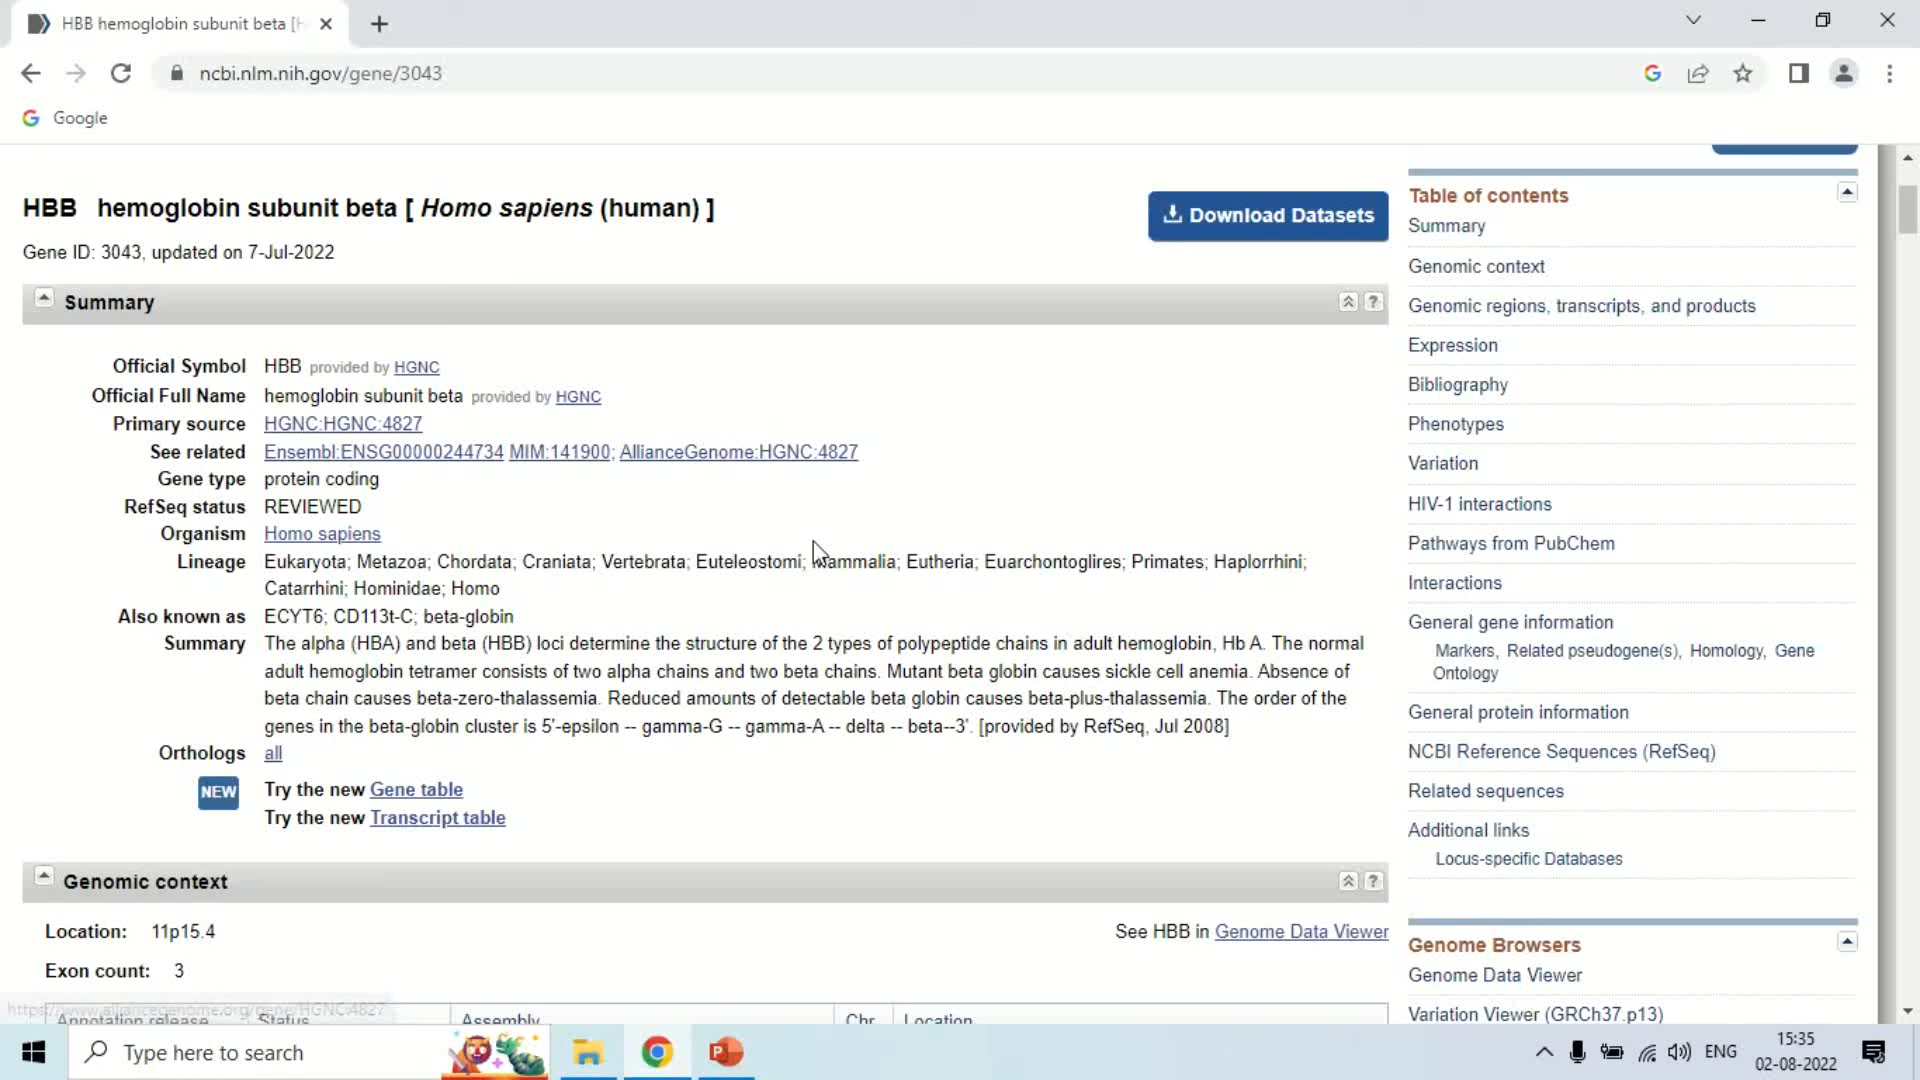 HBB hemoglobin subunit beta [H
ncbi.nlm.nih.gov/gene/3043
Google
HBB hemoglobin subunit beta [ Homo sapiens (human) ]
Download Datasets
Gene ID: 3043, updated on 7-Jul-2022
Summary
Official Symbol HBB provided by HGNC
Official Full Name hemoglobin subunit beta provided by HGNC
Primary source HGNC:HGNC:4827
See related Ensembl:ENSG00000244734 MIM:141900; AllianceGenome:HGNC:4827
Gene type protein coding
RefSeq status REVIEWED
Organism Homo sapiens
Lineage Eukaryota; Metazoa; Chordata; Craniata; Vertebrata; Euteleostomi; Mammalia; Eutheria; Euarchontoglires; Primates; Haplorrhini;
Catarrhini; Hominidae; Homo
Also known as ECYT6; CD113t-C; beta-globin
Summary The alpha (HBA) and beta (HBB) loci determine the structure of the 2 types of polypeptide chains in adult hemoglobin, Hb A. The normal
adult hemoglobin tetramer consists of two alpha chains and two beta chains. Mutant beta globin causes sickle cell anemia. Absence of
beta chain causes beta-zero-thalassemia. Reduced amounts of detectable beta globin causes beta-plus-thalassemia. The order of the
genes in the beta-globin cluster is 5'-epsilon -- gamma-G -- gamma-A -- delta -- beta--3'. [provided by RefSeq, Jul 2008]
Orthologs all
NEW Try the new Gene table
Try the new Transcript table
Genomic context
Location: 11p15.4
See HBB in Genome Data Viewer
Exon count: 3
Annotation release Status Assembly Chr Location
https://www.alliancegenome.org/gene/HGNC:4827
Table of contents
Summary
Genomic context
Genomic regions, transcripts, and products
Expression
Bibliography
Phenotypes
Variation
HIV-1 interactions
Pathways from PubChem
Interactions
General gene information
Markers, Related pseudogene(s), Homology, Gene
Ontology
General protein information
NCBI Reference Sequences (RefSeq)
Related sequences
Additional links
Locus-specific Databases
Genome Browsers
Genome Data Viewer
Variation Viewer (GRCh37.p13)
Type here to search
ENG
15:35
02-08-2022